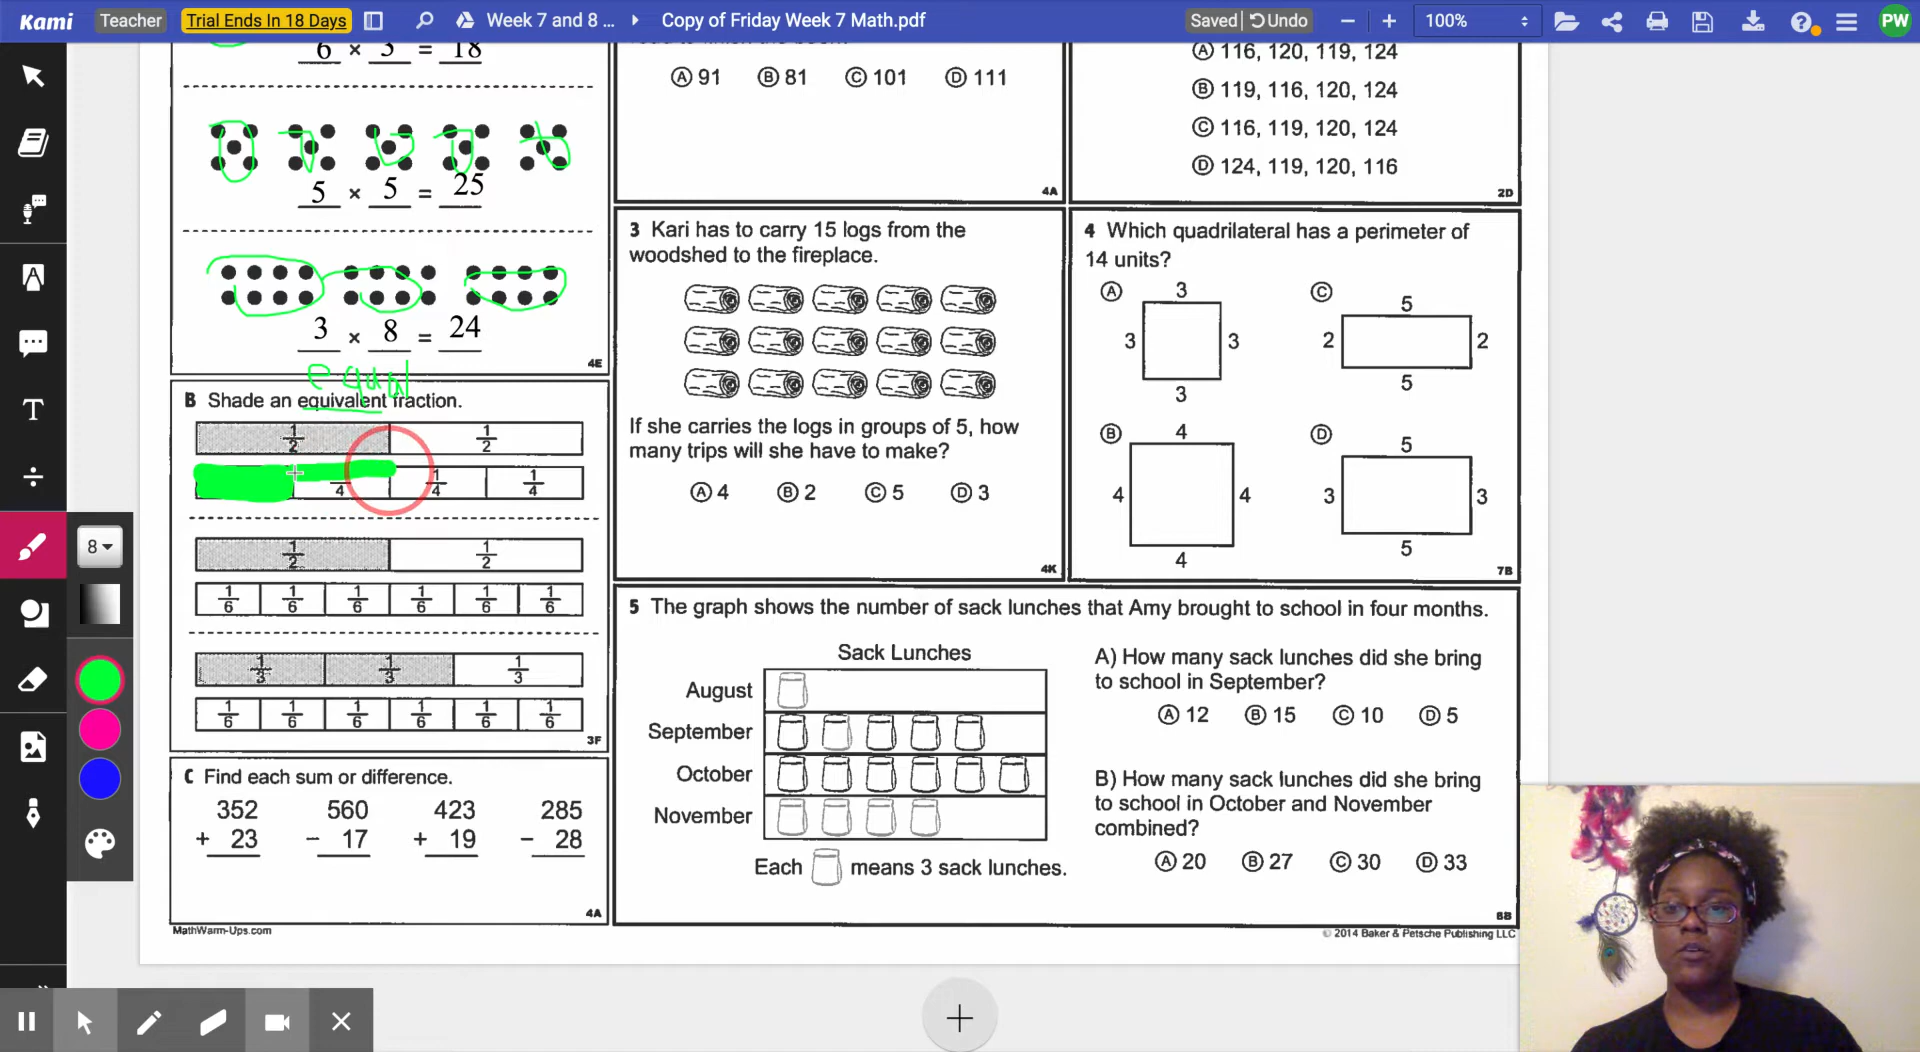 Kami Teacher Trial Ends In 18 Days Week 7 and 8 ... Copy of Friday Week 7 Math.pdf Saved Undo 100% PW
6 × 3 = 18
5 × 5 = 25
3 × 8 = 24
4E
equal
B Shade an equivalent fraction.
1/2 1/2
/4 1/4 1/4
1/2 1/2
1/6 1/6 1/6 1/6 1/6 1/6
1/3 1/3 1/3
1/6 1/6 1/6 1/6 1/6 1/6
3F
C Find each sum or difference.
352 560 423 285
+ 23 − 17 + 19 − 28
4A
MathWarm-Ups.com
A 91 B 81 C 101 D 111
4A
A 116, 120, 119, 124
B 119, 116, 120, 124
C 116, 119, 120, 124
D 124, 119, 120, 116
2D
3 Kari has to carry 15 logs from the
woodshed to the fireplace.
If she carries the logs in groups of 5, how
many trips will she have to make?
A 4 B 2 C 5 D 3
4K
4 Which quadrilateral has a perimeter of
14 units?
A 3 3 3 3
C 5 2 2 5
B 4 4 4 4
D 5 3 3 5
7B
5 The graph shows the number of sack lunches that Amy brought to school in four months.
Sack Lunches
August
September
October
November
Each means 3 sack lunches.
A) How many sack lunches did she bring
to school in September?
A 12 B 15 C 10 D 5
B) How many sack lunches did she bring
to school in October and November
combined?
A 20 B 27 C 30 D 33
8B
© 2014 Baker & Petsche Publishing LLC
8